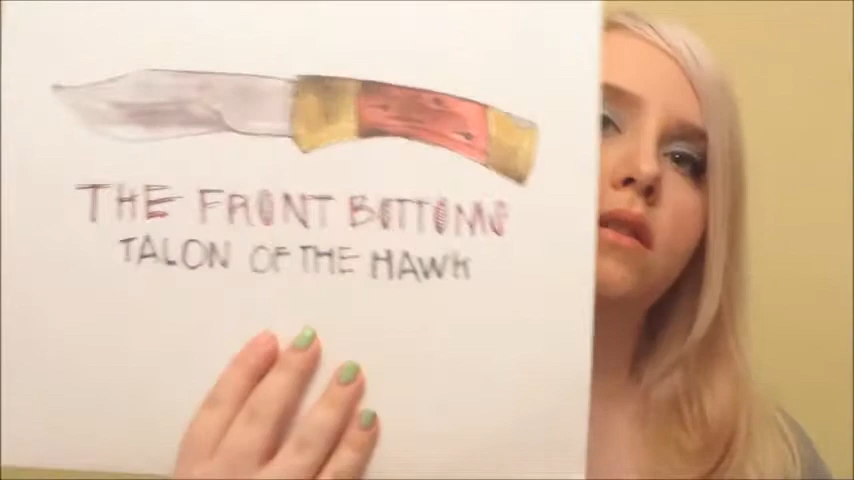 THE FRONT BOTTOMS
TALON OF THE HAWK